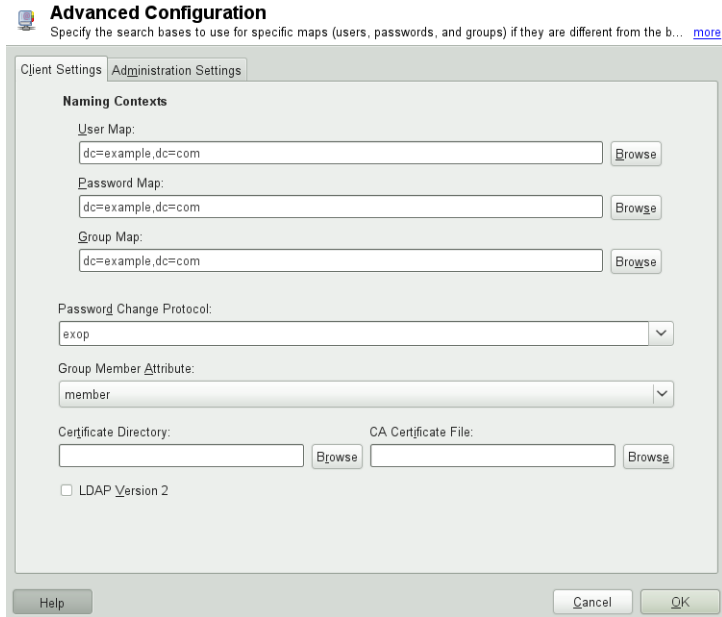 Advanced Configuration
Specify the search bases to use for specific maps (users, passwords, and groups) if they are different from the b... more
Client Settings Administration Settings
Naming Contexts
User Map:
dc=example,dc=com Browse
Password Map:
dc=example,dc=com Browse
Group Map:
dc=example,dc=com Browse
Password Change Protocol:
exop
Group Member Attribute:
member
Certificate Directory: CA Certificate File:
Browse Browse
LDAP Version 2
Help Cancel OK